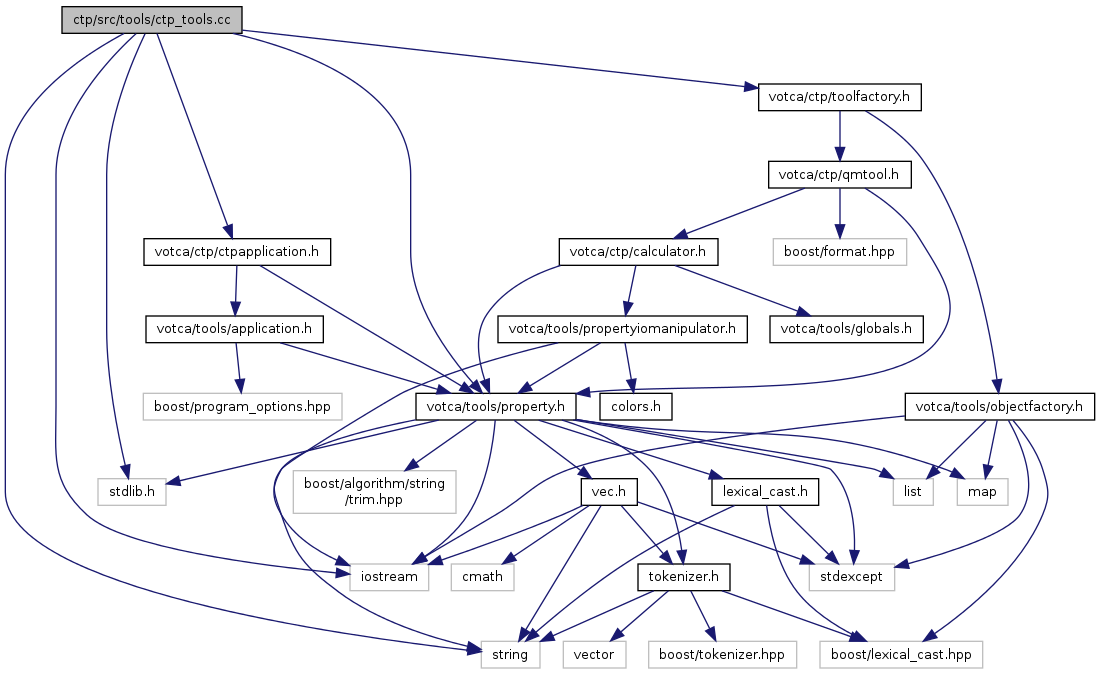 ctp/src/tools/ctp_tools.cc
votca/ctp/toolfactory.h
votca/ctp/qmtool.h
votca/ctp/ctpapplication.h
votca/ctp/calculator.h
boost/format.hpp
votca/tools/application.h
votca/tools/propertyiomanipulator.h
votca/tools/globals.h
boost/program_options.hpp
votca/tools/property.h
colors.h
votca/tools/objectfactory.h
stdlib.h
boost/algorithm/string
/trim.hpp
vec.h
lexical_cast.h
list
map
iostream
cmath
tokenizer.h
stdexcept
string
vector
boost/tokenizer.hpp
boost/lexical_cast.hpp